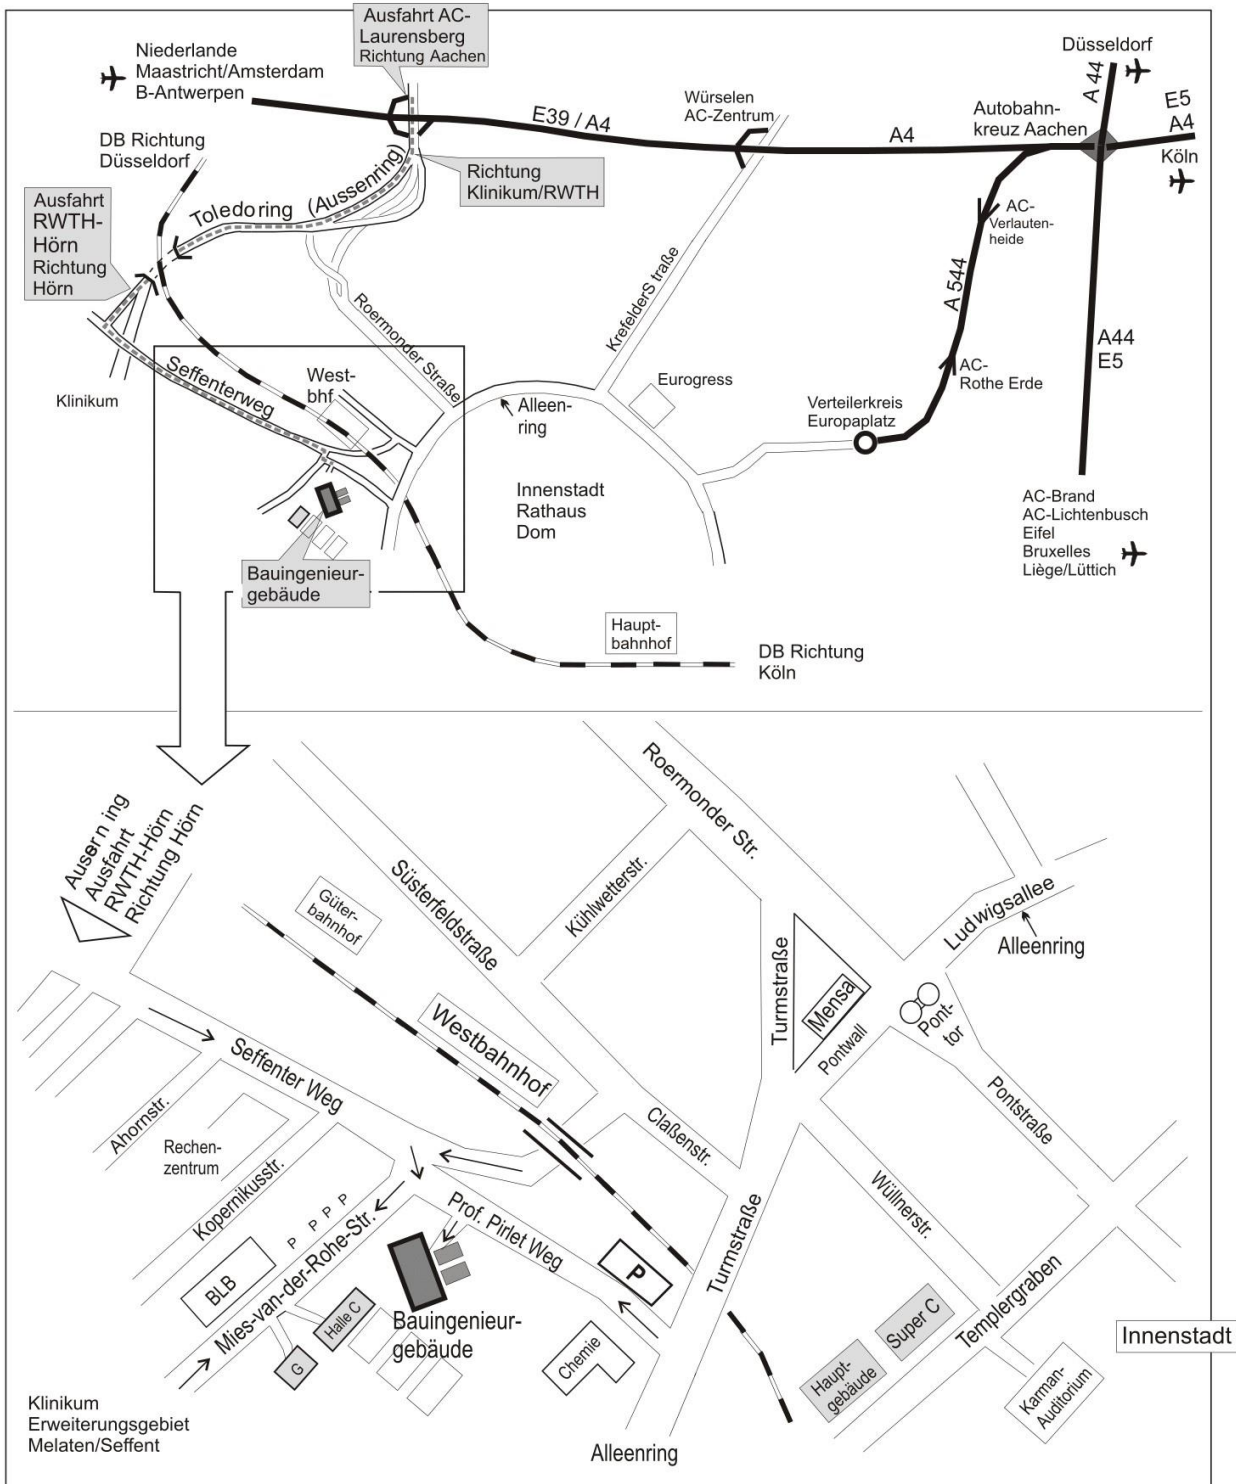 Ausfahrt AC-
Laurensberg
Richtung Aachen
Niederlande
Maastricht/Amsterdam
B-Antwerpen
Düsseldorf
A 44
E5
A4
Würselen
AC-Zentrum
E39 / A4
A4
Autobahn-
kreuz Aachen
Köln
DB Richtung
Düsseldorf
Richtung
Klinikum/RWTH
Toledoring (Aussenring)
Ausfahrt
RWTH-
Hörn
Richtung
Hörn
AC-
Verlauten-
heide
A 544
KrefelderS traße
Roermonder Straße
A44
E5
Seffenterweg
West-
bhf
Klinikum
Eurogress
AC-
Rothe Erde
Alleen-
ring
Verteilerkreis
Europaplatz
Innenstadt
Rathaus
Dom
AC-Brand
AC-Lichtenbusch
Eifel
Bruxelles
Liège/Lüttich
Bauingenieur-
gebäude
Haupt-
bahnhof
DB Richtung
Köln
Ausern ing
Ausfahrt
RWTH-Hörn
Richtung Hörn
Roermonder Str.
Güter-
bahnhof
Süsterfeldstraße
Kühlwetterstr.
Ludwigsallee
Alleenring
Turmstraße
Mensa
Pontwall
Pont-
tor
Westbahnhof
Seffenter Weg
Pontstraße
Ahornstr.
Claßenstr.
Rechen-
zentrum
Kopernikusstr.
Wüllnerstr.
P P P P
Prof. Pirlet Weg
Turmstraße
BLB
Mies-van-der-Rohe-Str.
P
Halle C
Bauingenieur-
gebäude
G
Chemie
Super C
Templergraben
Innenstadt
Haupt-
gebäude
Karman-
Auditorium
Klinikum
Erweiterungsgebiet
Melaten/Seffent
Alleenring